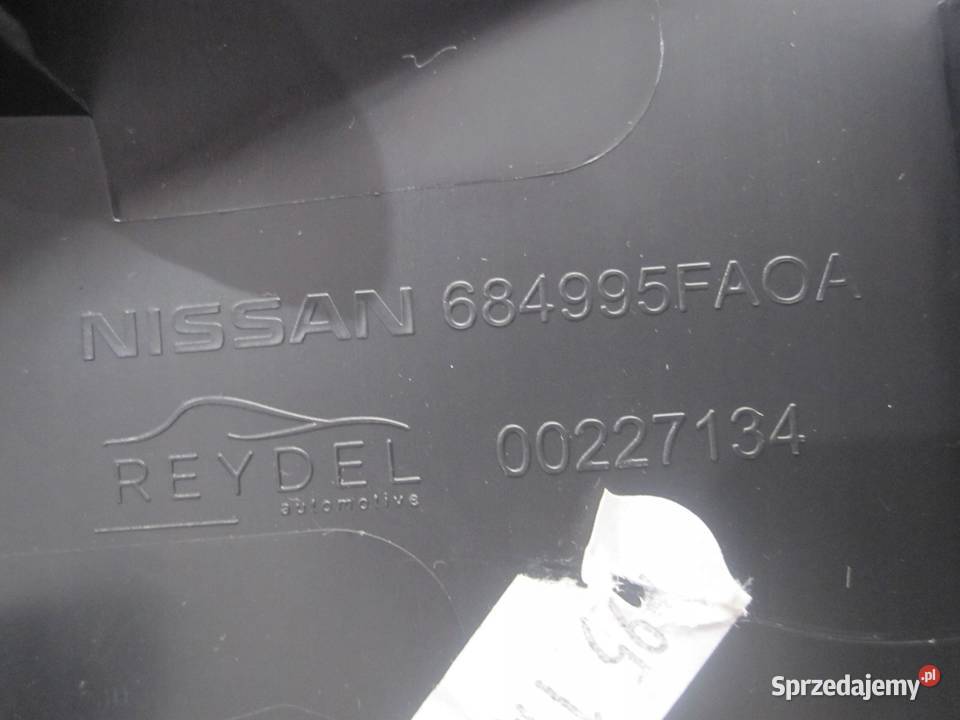 NISSAN 684995FA0A
REYDEL 00227134
automotive
Sprzedajemy.pl